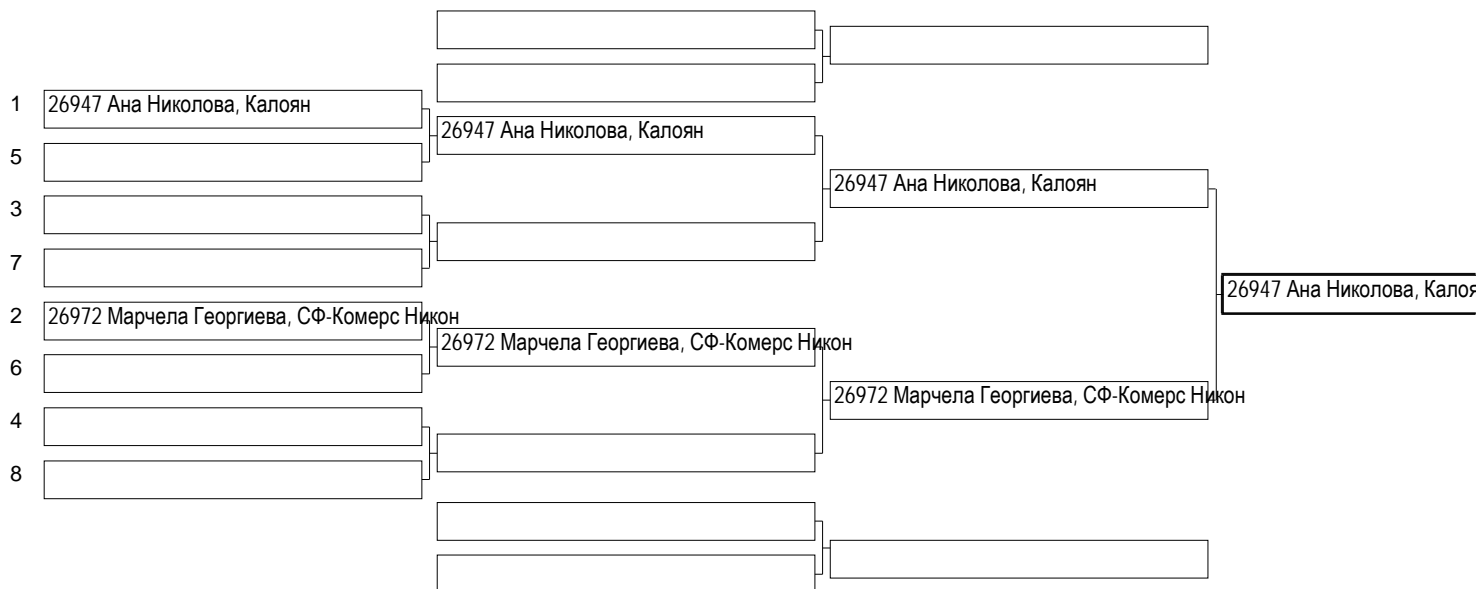 1 26947 Ана Николова, Калоян
26947 Ана Николова, Калоян
5
26947 Ана Николова, Калоян
3
7
26947 Ана Николова, Калоя
2 26972 Марчела Георгиева, СФ-Комерс Никон
26972 Марчела Георгиева, СФ-Комерс Никон
6
26972 Марчела Георгиева, СФ-Комерс Никон
4
8